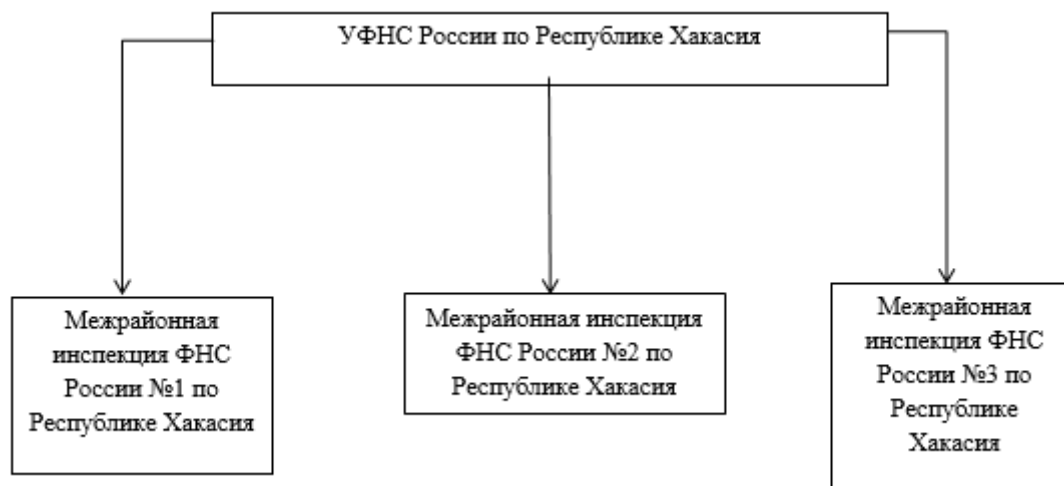 УФНС России по Республике Хакасия
Межрайонная
инспекция ФНС
России №1 по
Республике Хакасия
Межрайонная инспекция
ФНС России №2 по
Республике Хакасия
Межрайонная
инспекция ФНС
России №3 по
Республике
Хакасия